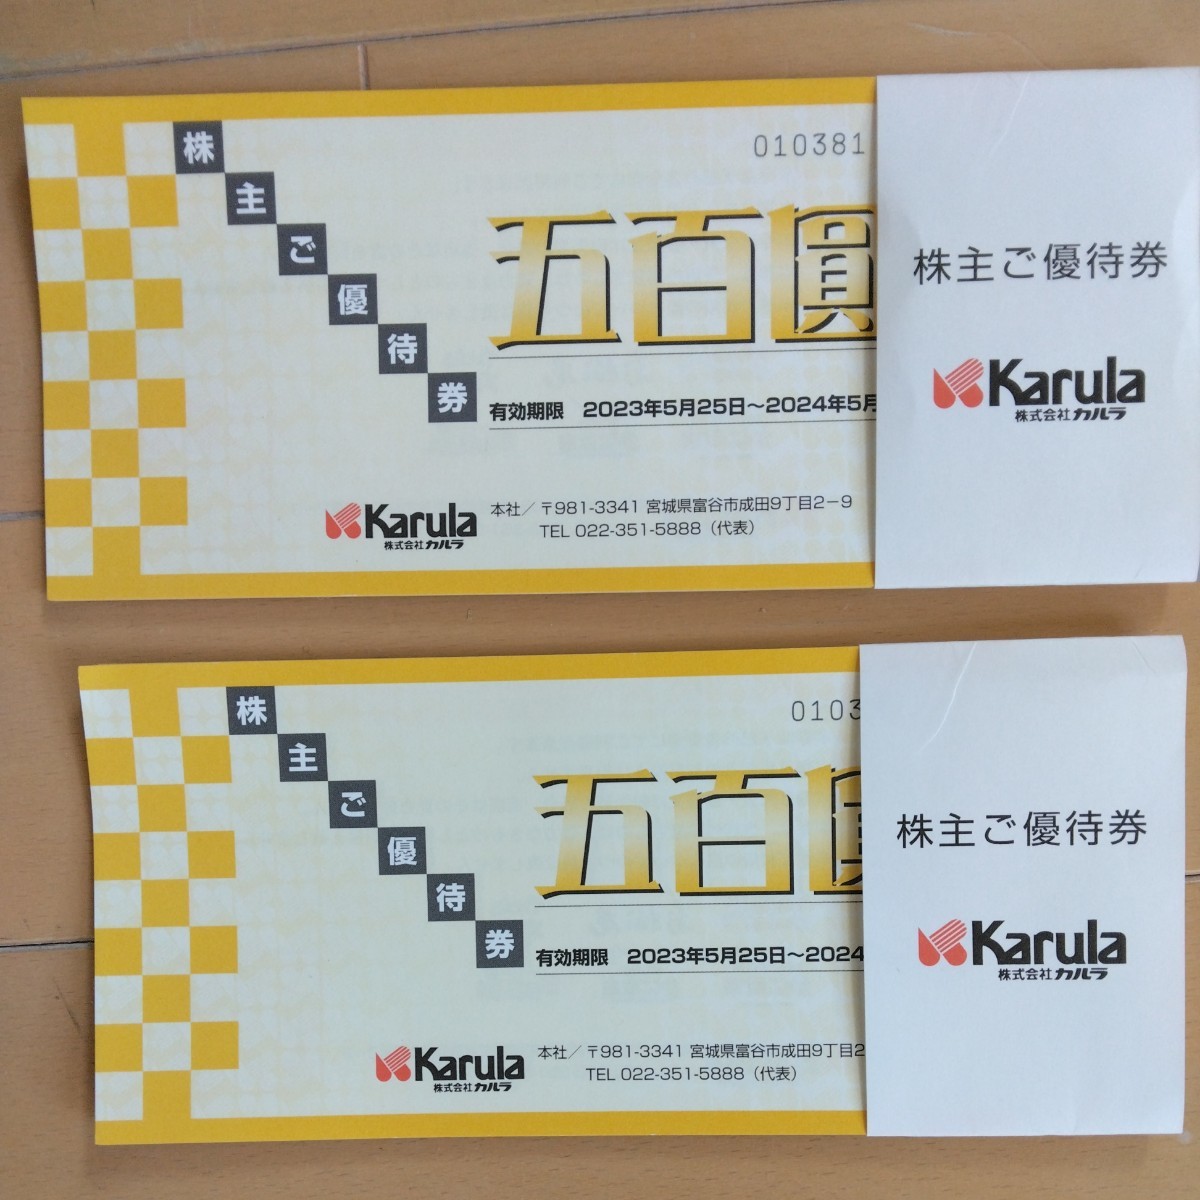 株主ご優待券
010381
五百圓
有効期限 2023年5月25日〜2024年5月
Karula
株式会社カルラ
本社／〒981-3341 宮城県富谷市成田9丁目2−9
TEL 022-351-5888（代表）
株主ご優待券
Karula
株式会社カルラ
株主ご優待券
0103
五百圓
有効期限 2023年5月25日〜2024
Karula
株式会社カルラ
本社／〒981-3341 宮城県富谷市成田9丁目2
TEL 022-351-5888（代表）
株主ご優待券
Karula
株式会社カルラ